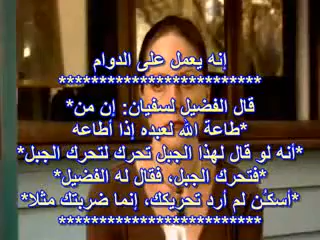 إنه يعمل على الدوام
************************
قال الفضيل لسفيان: إن من*
*طاعة الله لعبده إذا أطاعه
*أنه لو قال لهذا الجبل تحرك لتحرك الجبل*
*فتحرك الجبل، فقال له الفضيل*
*أسكن لم أرد تحريكك، إنما ضربتك مثلا*
************************